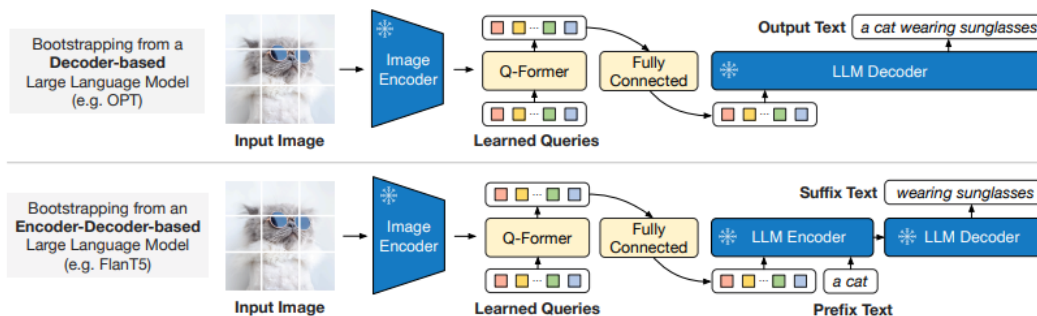 Bootstrapping from a
Decoder-based
Large Language Model
(e.g. OPT)
Input Image
Image
Encoder
Q-Former
Learned Queries
Fully
Connected
Output Text
a cat wearing sunglasses
LLM Decoder
Bootstrapping from an
Encoder-Decoder-based
Large Language Model
(e.g. FlanT5)
Input Image
Image
Encoder
Q-Former
Learned Queries
Fully
Connected
Suffix Text
wearing sunglasses
LLM Encoder
LLM Decoder
a cat
Prefix Text